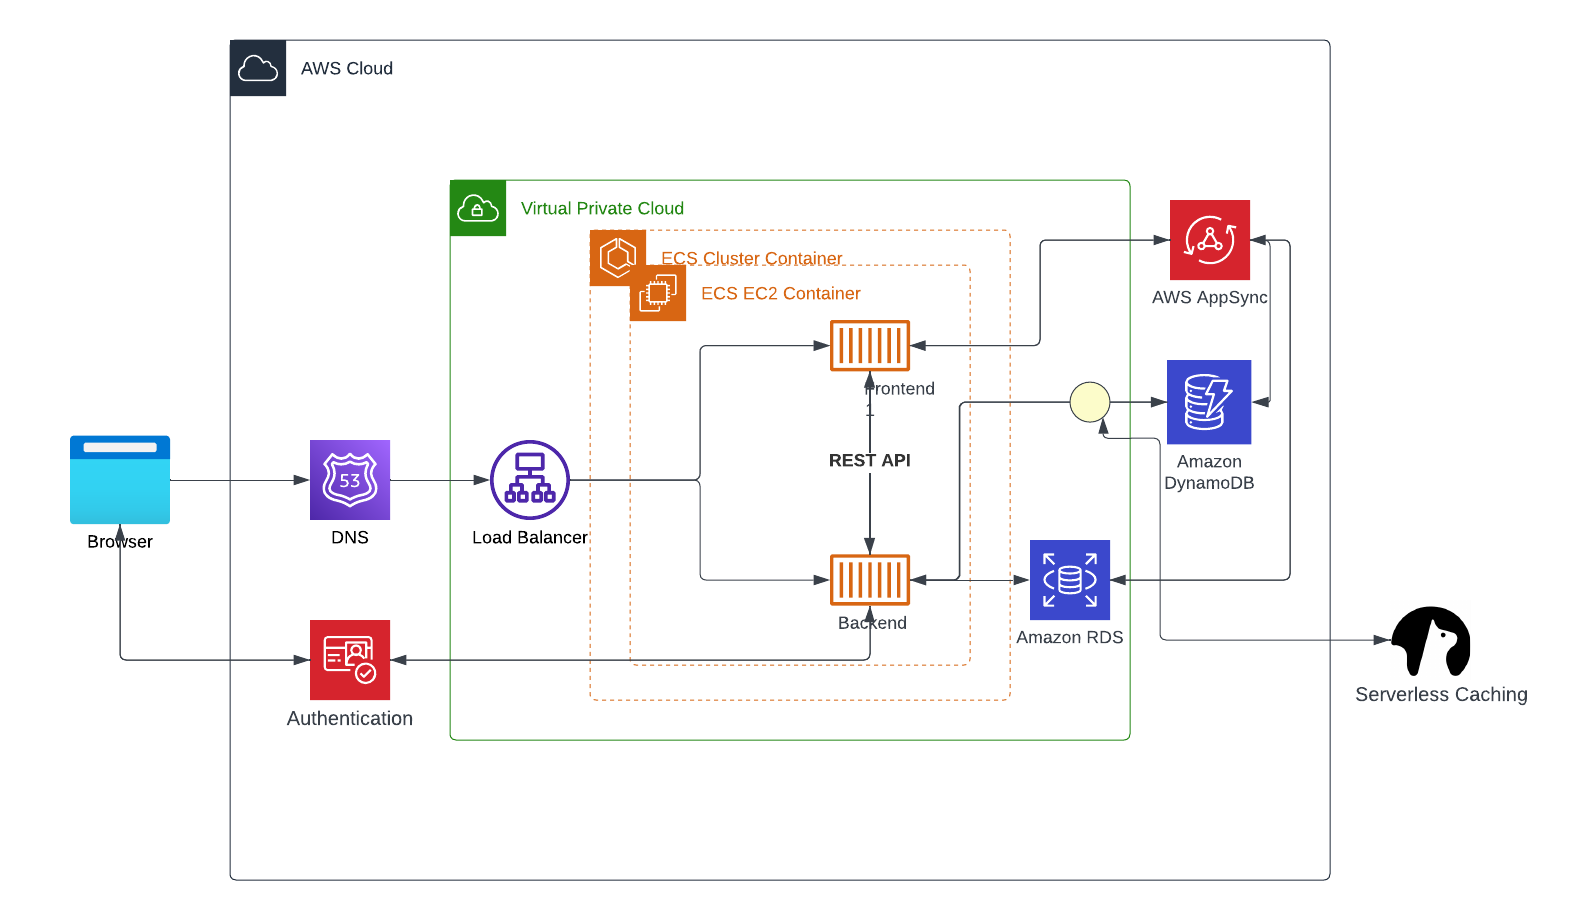 AWS Cloud
Virtual Private Cloud
ECS Cluster Container
ECS EC2 Container
AWS AppSync
Frontend
1
REST API
Amazon
DynamoDB
53
Browser
DNS
Load Balancer
Backend
Amazon RDS
Serverless Caching
Authentication